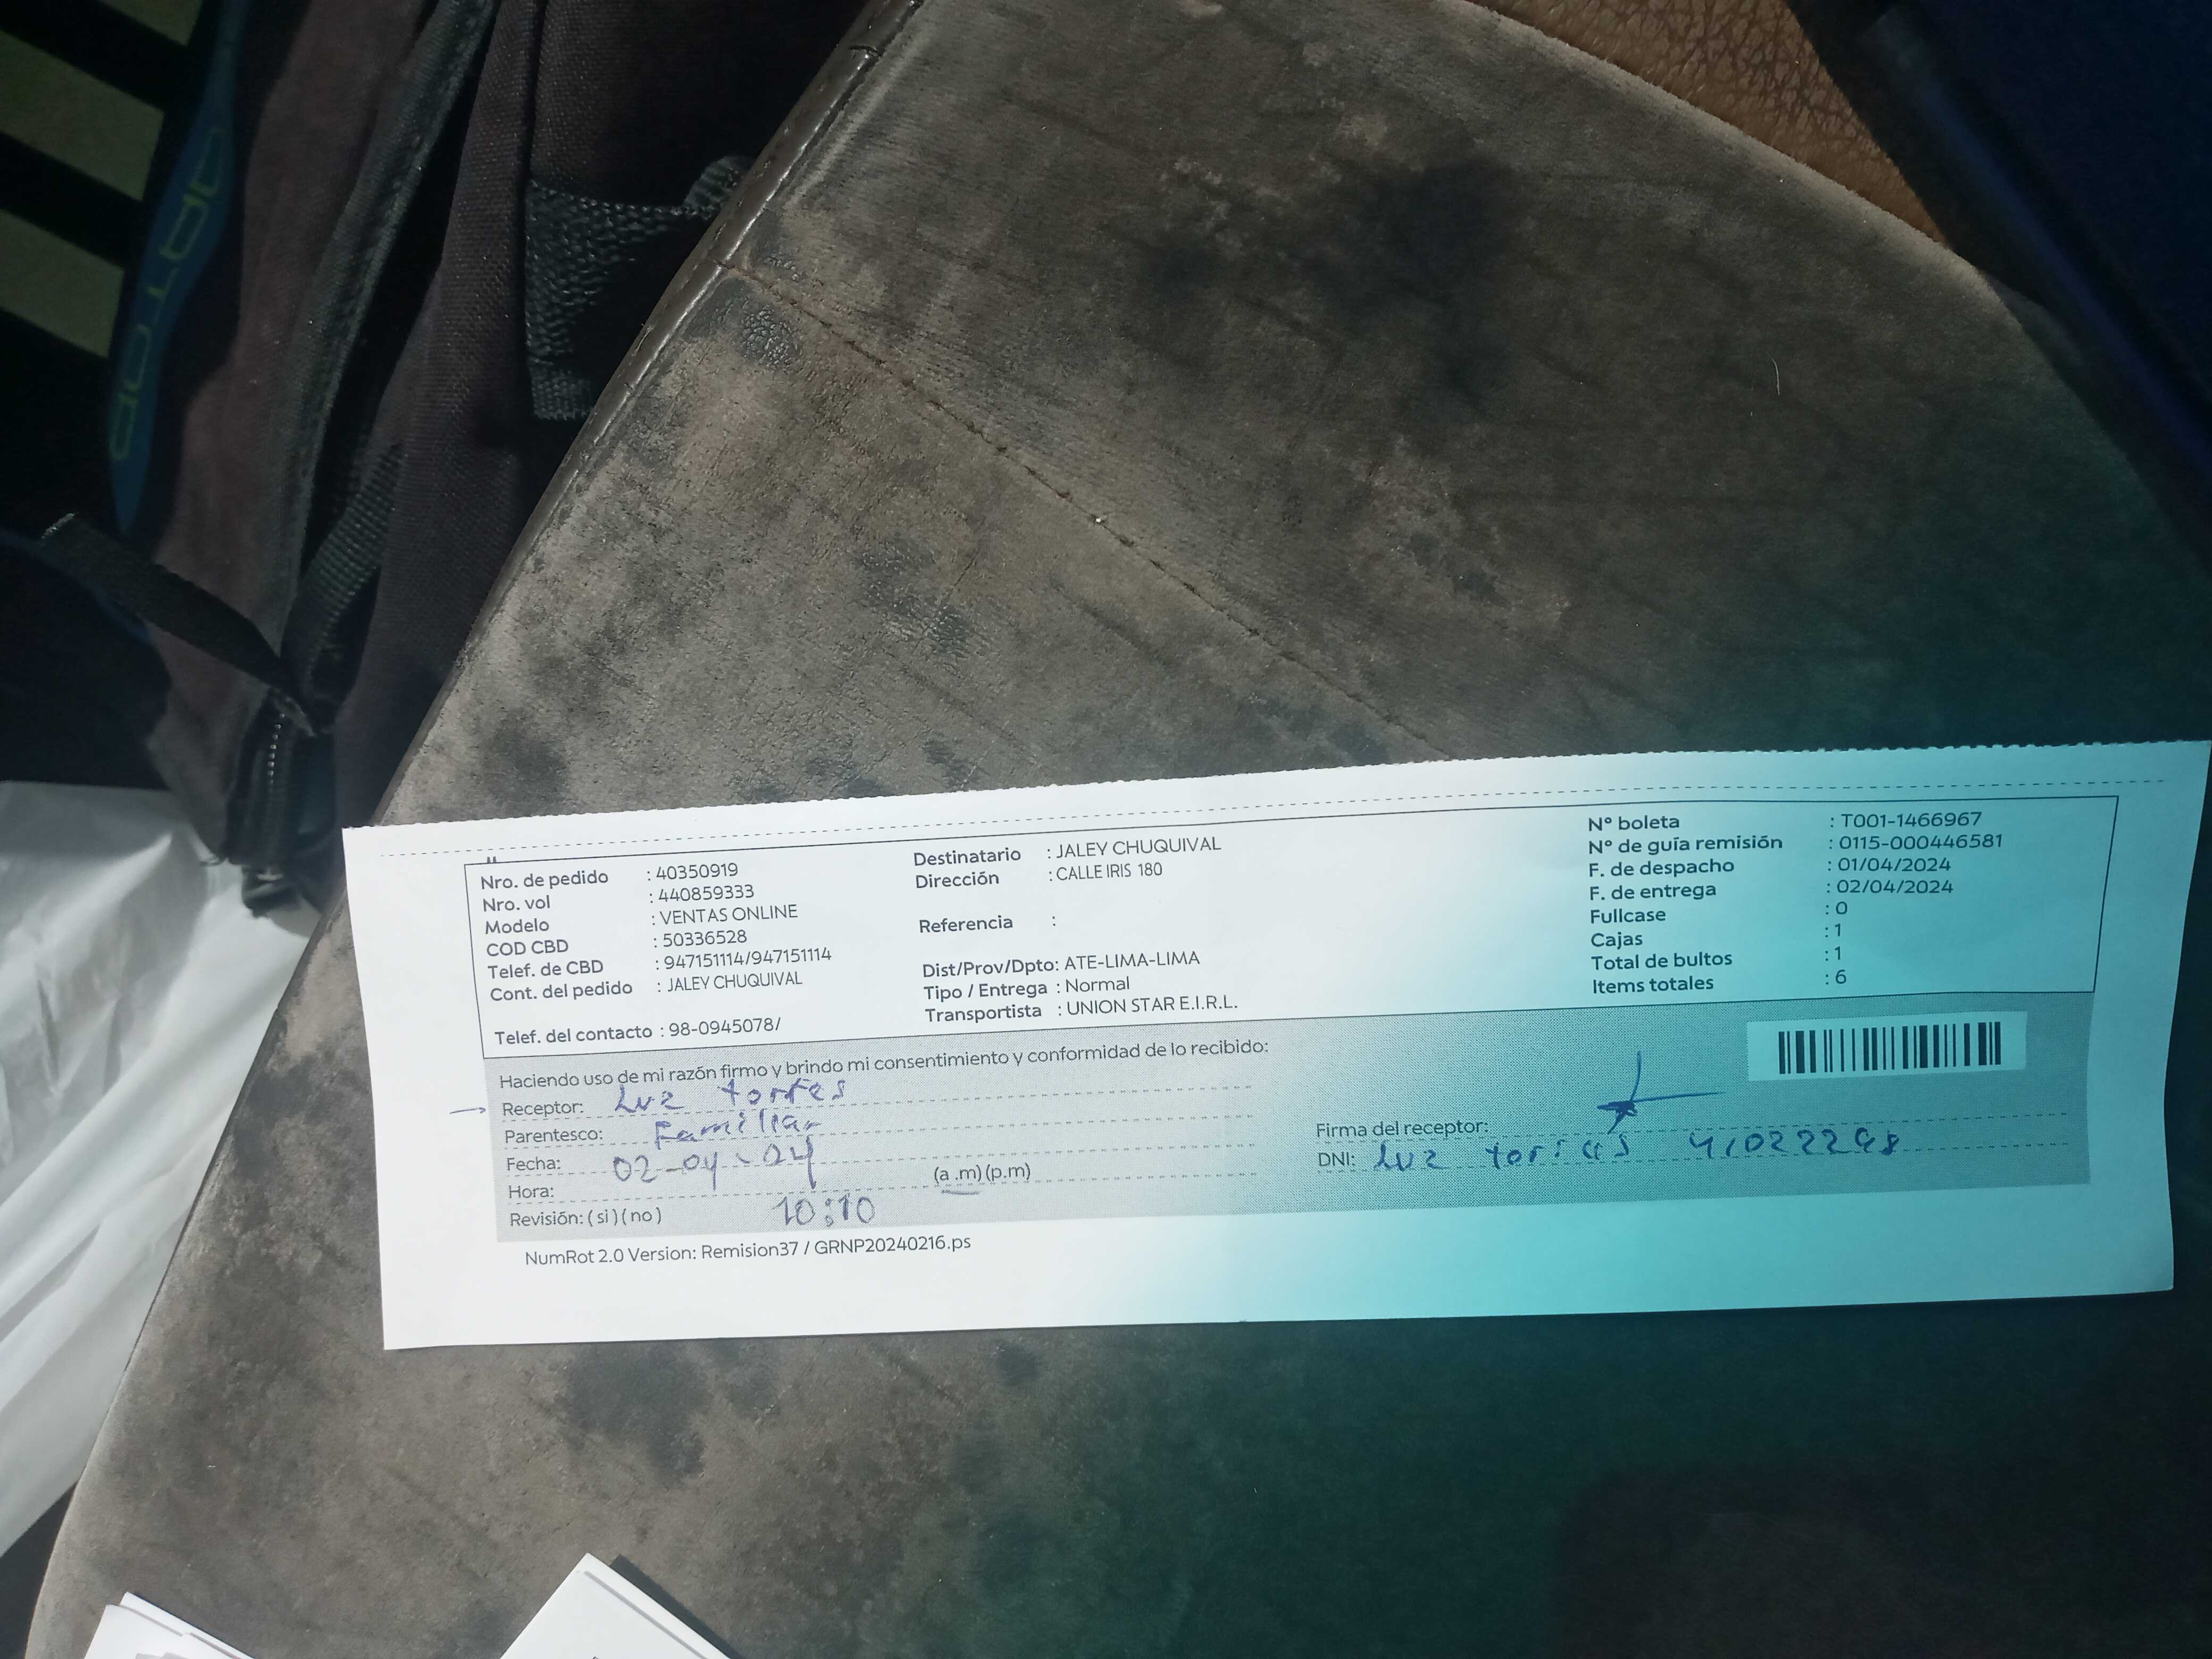 Nro. de pedido : 40350919
Nro. vol : 440859333
Modelo : VENTAS ONLINE
COD CBD : 50336528
Telef. de CBD : 947151114/947151114
Cont. del pedido : JALEY CHUQUIVAL
Telef. del contacto : 98-0945078/
Destinatario : JALEY CHUQUIVAL
Dirección : CALLE IRIS 180
Referencia :
Dist/Prov/Dpto: ATE-LIMA-LIMA
Tipo / Entrega : Normal
Transportista : UNION STAR E.I.R.L.
N° boleta : T001-1466967
N° de guía remisión : 0115-000446581
F. de despacho : 01/04/2024
F. de entrega : 02/04/2024
Fullcase : 0
Cajas : 1
Total de bultos : 1
Items totales : 6
Haciendo uso de mi razón firmo y brindo mi consentimiento y conformidad de lo recibido:
Receptor: Luz torres
Parentesco: Familiar
Fecha: 02-04-24
Hora: (a.m)(p.m)
Revisión: (si)(no) 10:10
Firma del receptor:
DNI: Luz 41022298
NumRot 2.0 Version: Remision37 / GRNP20240216.ps